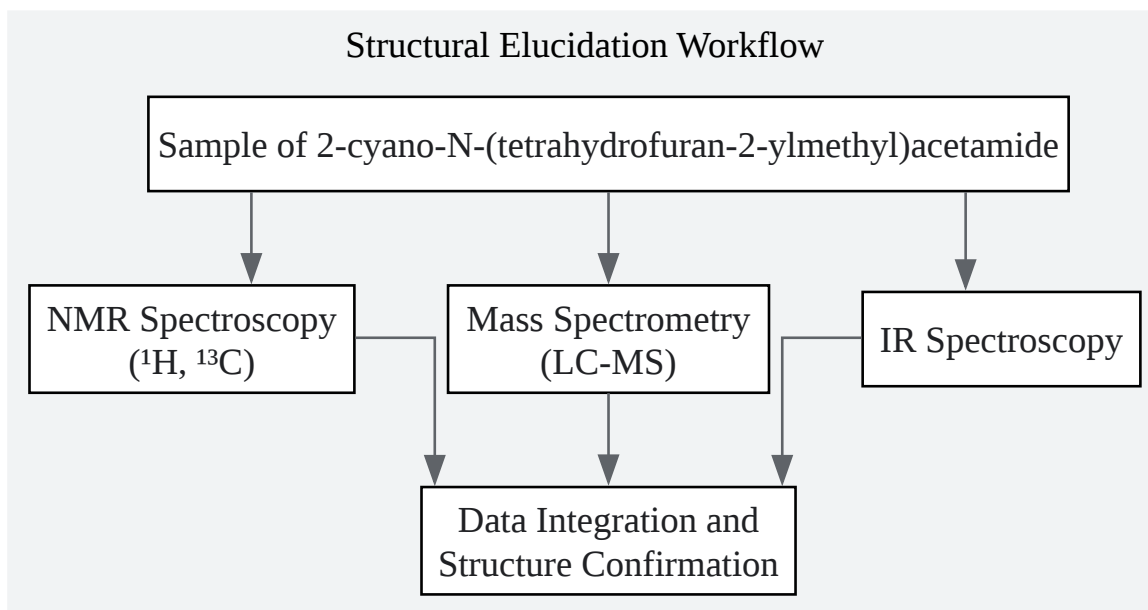 Structural Elucidation Workflow
Sample of 2-cyano-N-(tetrahydrofuran-2-ylmethyl)acetamide
NMR Spectroscopy
(¹H, ¹³C)
Mass Spectrometry
(LC-MS)
IR Spectroscopy
Data Integration and
Structure Confirmation